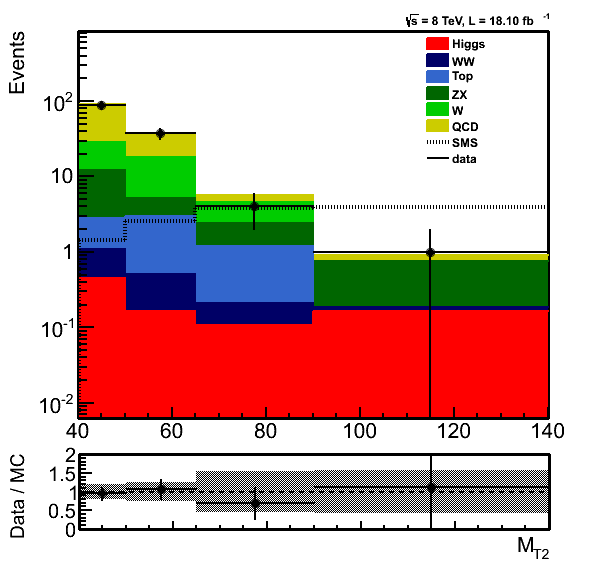 √s = 8 TeV, L = 18.10 fb⁻¹
Events
Higgs
WW
Top
ZX
W
QCD
SMS
data
10²
10
1
10⁻¹
10⁻²
40 60 80 100 120 140
Data / MC
2
1.5
1
0.5
0
M_T2